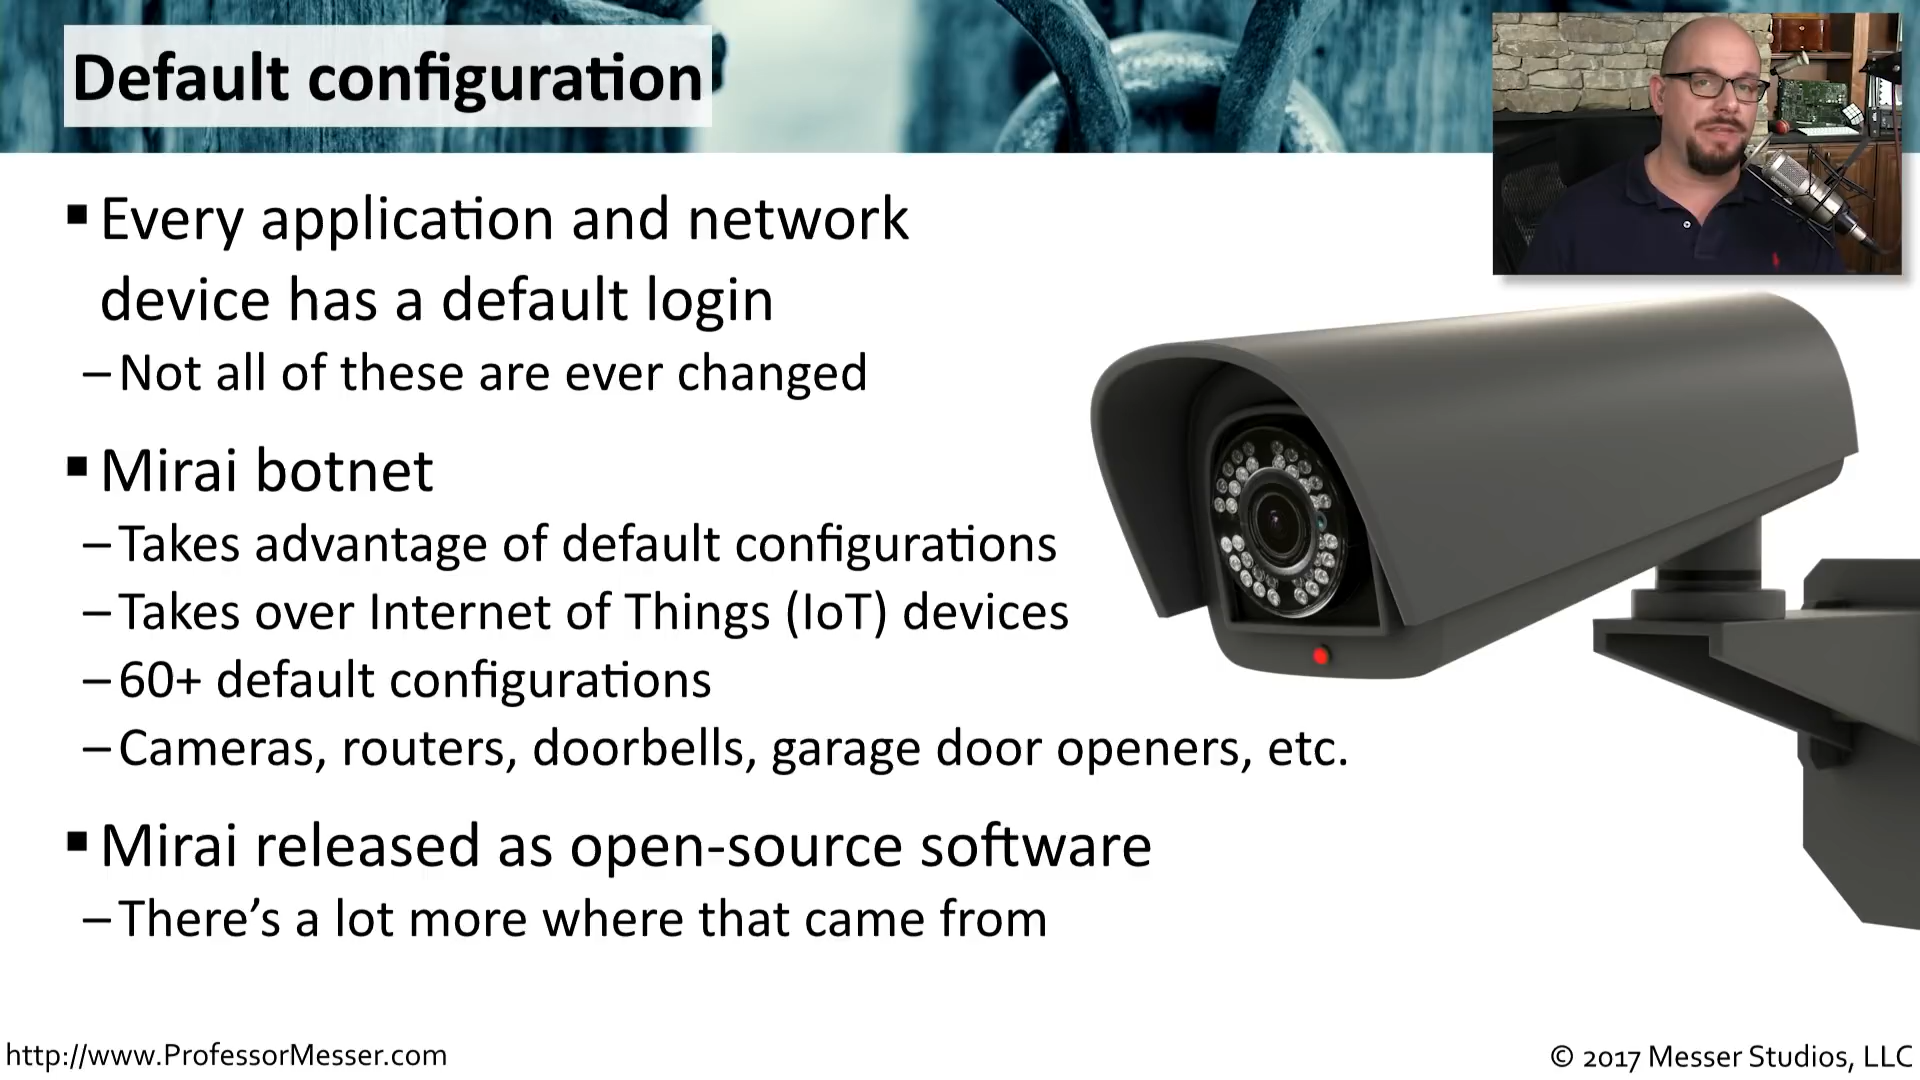 Default configuration
▪ Every application and network
device has a default login
– Not all of these are ever changed
▪ Mirai botnet
– Takes advantage of default configurations
– Takes over Internet of Things (IoT) devices
– 60+ default configurations
– Cameras, routers, doorbells, garage door openers, etc.
▪ Mirai released as open-source software
– There’s a lot more where that came from
http://www.ProfessorMesser.com
© 2017 Messer Studios, LLC